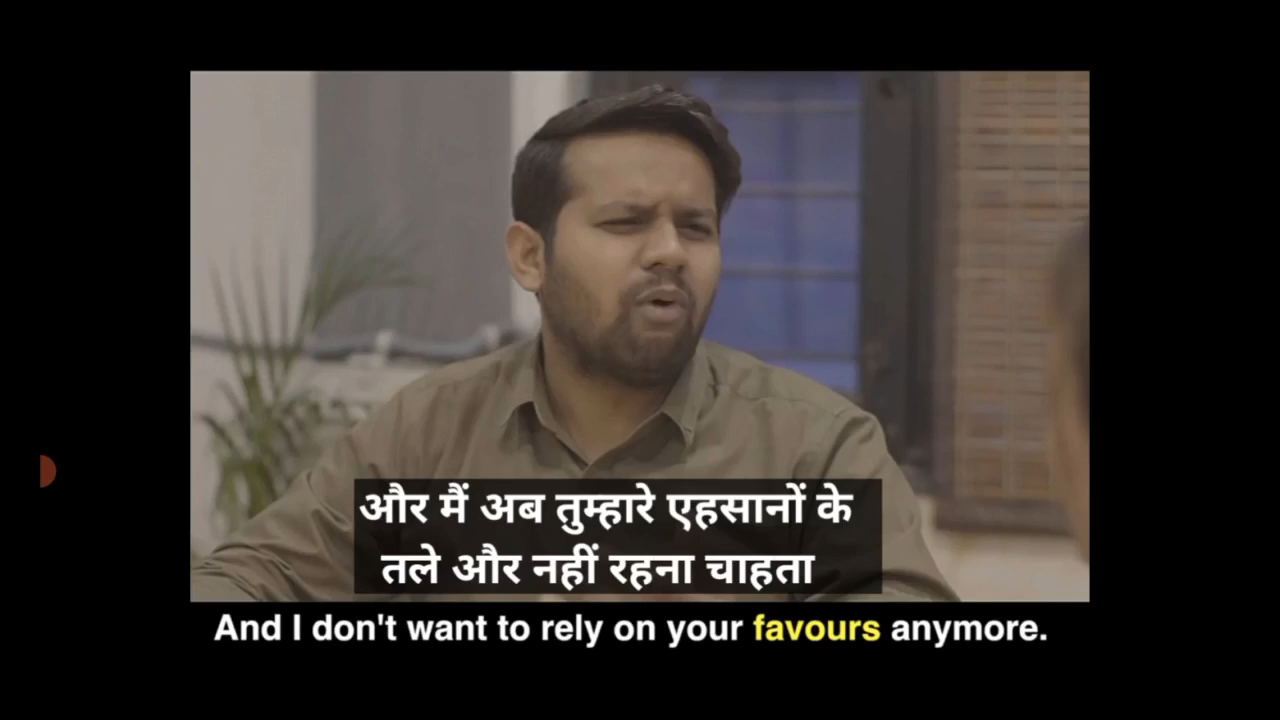 और मैं अब तुम्हारे एहसानों के
तले और नहीं रहना चाहता
And I don't want to rely on your favours anymore.